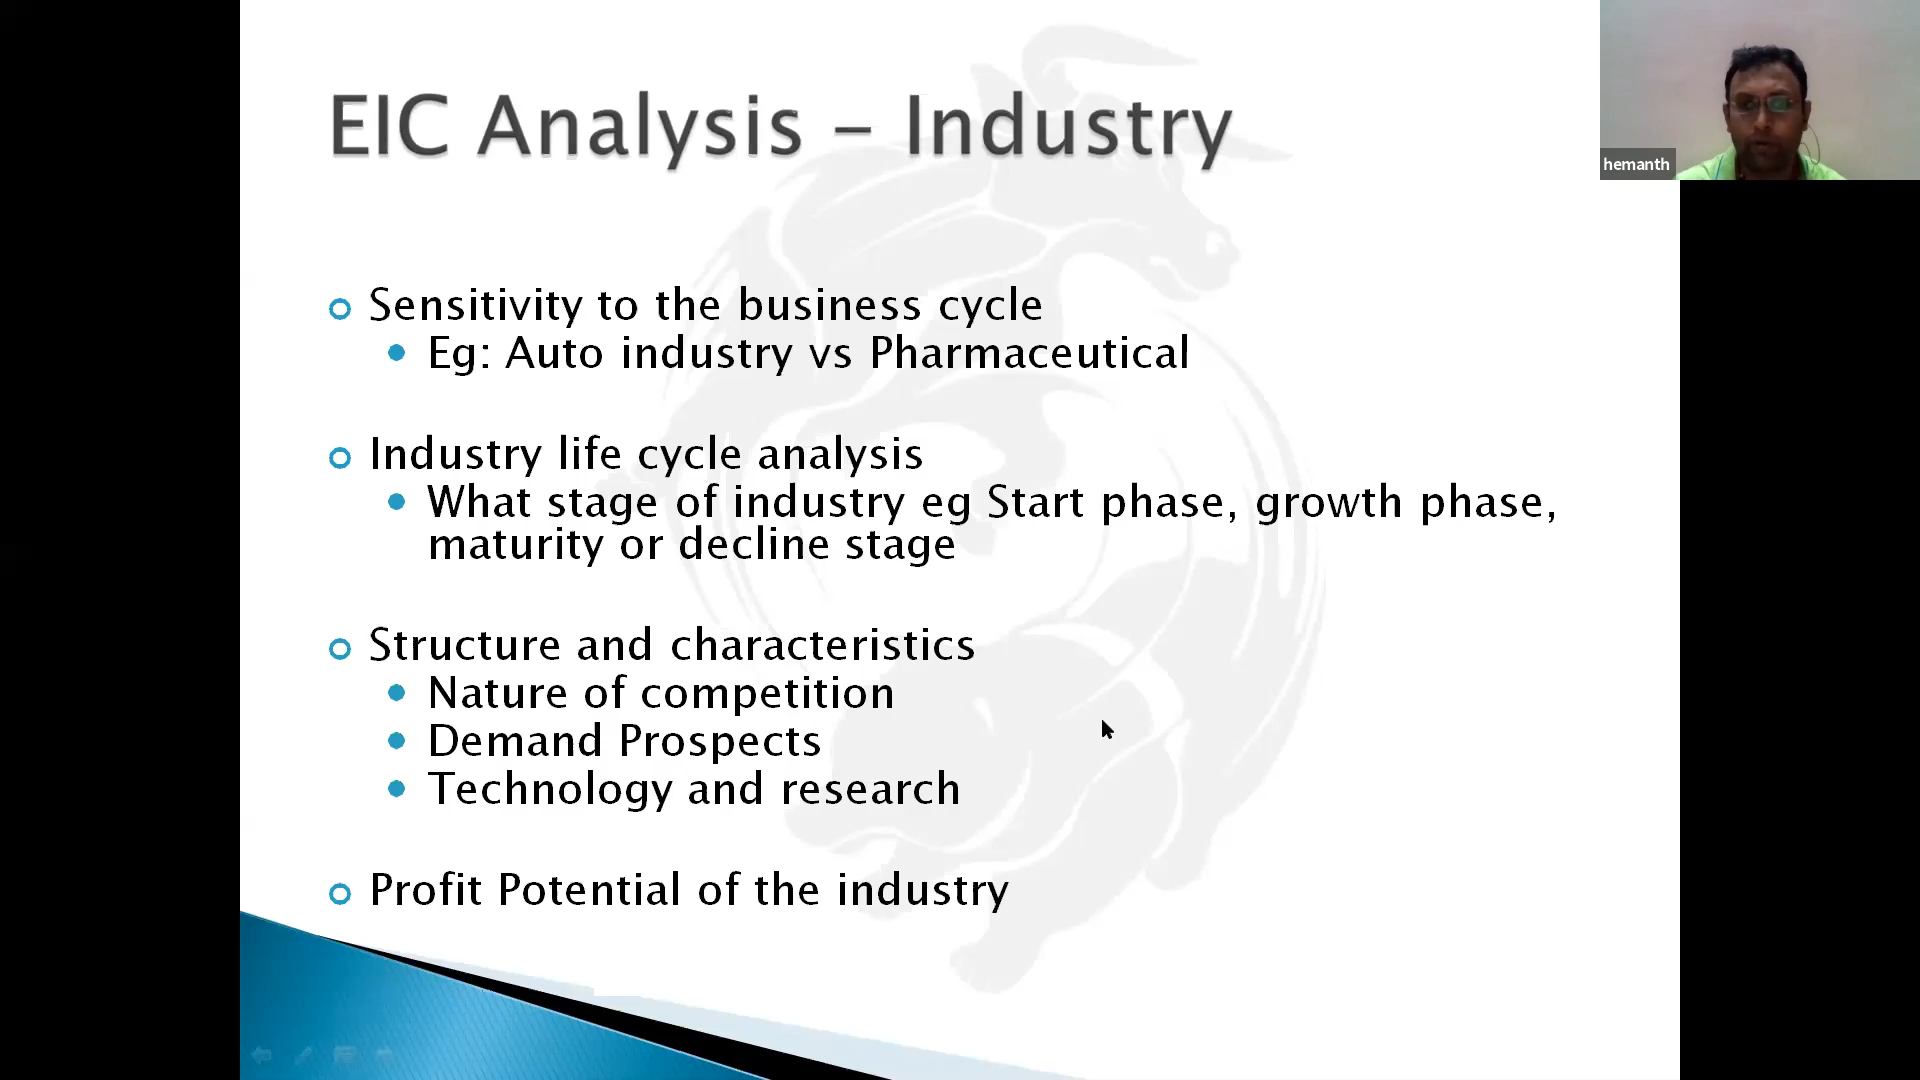 EIC Analysis – Industry
hemanth
Sensitivity to the business cycle
Eg: Auto industry vs Pharmaceutical
Industry life cycle analysis
What stage of industry eg Start phase, growth phase,
maturity or decline stage
Structure and characteristics
Nature of competition
Demand Prospects
Technology and research
Profit Potential of the industry